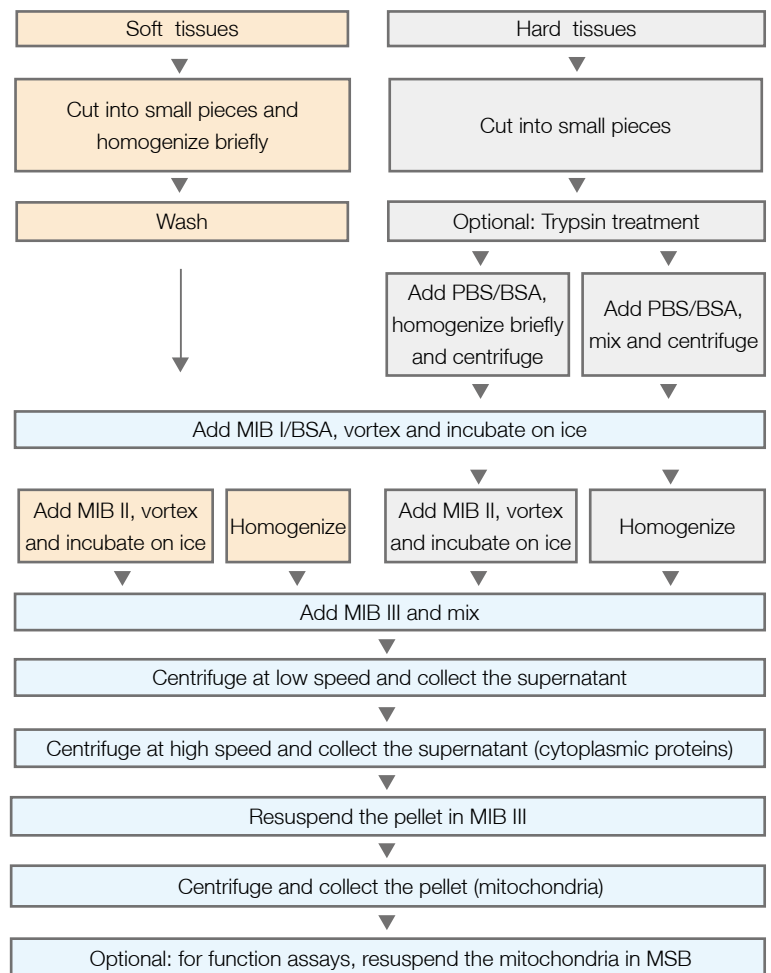 Soft tissues
Hard tissues
Cut into small pieces and
homogenize briefly
Cut into small pieces
Wash
Optional: Trypsin treatment
Add PBS/BSA,
homogenize briefly
and centrifuge
Add PBS/BSA,
mix and centrifuge
Add MIB I/BSA, vortex and incubate on ice
Add MIB II, vortex
and incubate on ice
Homogenize
Add MIB II, vortex
and incubate on ice
Homogenize
Add MIB III and mix
Centrifuge at low speed and collect the supernatant
Centrifuge at high speed and collect the supernatant (cytoplasmic proteins)
Resuspend the pellet in MIB III
Centrifuge and collect the pellet (mitochondria)
Optional: for function assays, resuspend the mitochondria in MSB